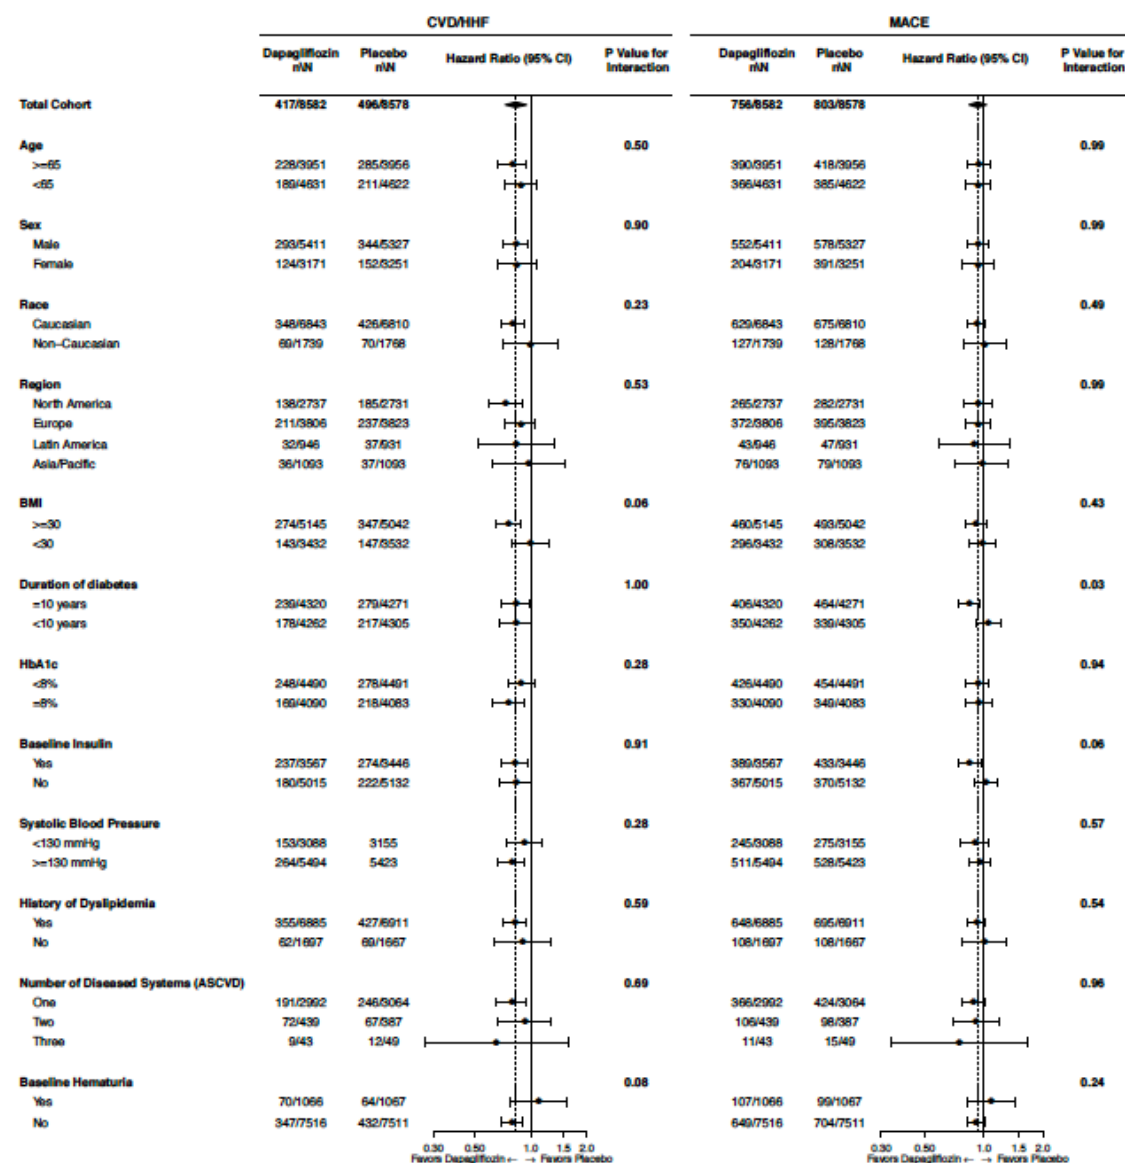 CVD/HHF MACE
Dapagliflozin n\N Placebo n\N Hazard Ratio (95% CI) P Value for Interaction Dapagliflozin n\N Placebo n\N Hazard Ratio (95% CI) P Value for Interaction
Total Cohort 417/8582 496/8578 756/8582 803/8578
Age 0.50 0.99
>=65 228/3951 285/3956 390/3951 418/3956
<65 189/4631 211/4622 366/4631 385/4622
Sex 0.90 0.99
Male 293/5411 344/5327 552/5411 578/5327
Female 124/3171 152/3251 204/3171 391/3251
Race 0.23 0.49
Caucasian 348/6843 426/6810 629/6843 675/6810
Non-Caucasian 69/1739 70/1768 127/1739 128/1768
Region 0.53 0.99
North America 138/2737 185/2731 265/2737 282/2731
Europe 211/3806 237/3823 372/3806 395/3823
Latin America 32/946 37/931 43/946 47/931
Asia/Pacific 36/1093 37/1093 76/1093 79/1093
BMI 0.06 0.43
>=30 274/5145 347/5042 460/5145 493/5042
<30 143/3432 147/3532 296/3432 308/3532
Duration of diabetes 1.00 0.03
=10 years 239/4320 279/4271 406/4320 464/4271
<10 years 178/4262 217/4305 350/4262 339/4305
HbA1c 0.28 0.94
<8% 248/4490 278/4491 426/4490 454/4491
=8% 169/4090 218/4083 330/4090 349/4083
Baseline Insulin 0.91 0.06
Yes 237/3567 274/3446 389/3567 433/3446
No 180/5015 222/5132 367/5015 370/5132
Systolic Blood Pressure 0.28 0.57
<130 mmHg 153/3088 3155 245/3088 275/3155
>=130 mmHg 264/5494 5423 511/5494 528/5423
History of Dyslipidemia 0.59 0.54
Yes 355/6885 427/6911 648/6885 695/6911
No 62/1697 69/1667 108/1697 108/1667
Number of Diseased Systems (ASCVD) 0.69 0.96
One 191/2992 246/3064 366/2992 424/3064
Two 72/439 67/387 106/439 98/387
Three 9/43 12/49 11/43 15/49
Baseline Hematuria 0.08 0.24
Yes 70/1066 64/1067 107/1066 99/1067
No 347/7516 432/7511 649/7516 704/7511
0.30 0.50 1.0 1.5 2.0 0.30 0.50 1.0 1.5 2.0
Favors Dapagliflozin ← → Favors Placebo Favors Dapagliflozin ← → Favors Placebo